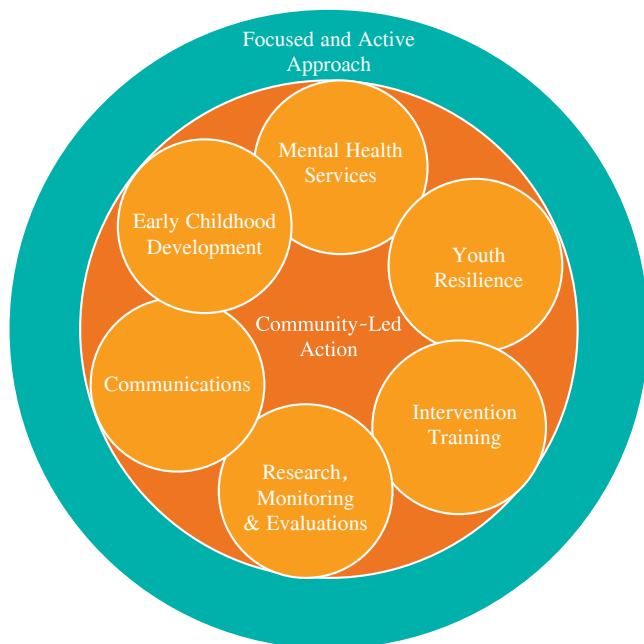 Focused and Active
Approach
Mental Health
Services
Early Childhood
Development
Youth
Resilience
Community-Led
Action
Communications
Intervention
Training
Research,
Monitoring
& Evaluations